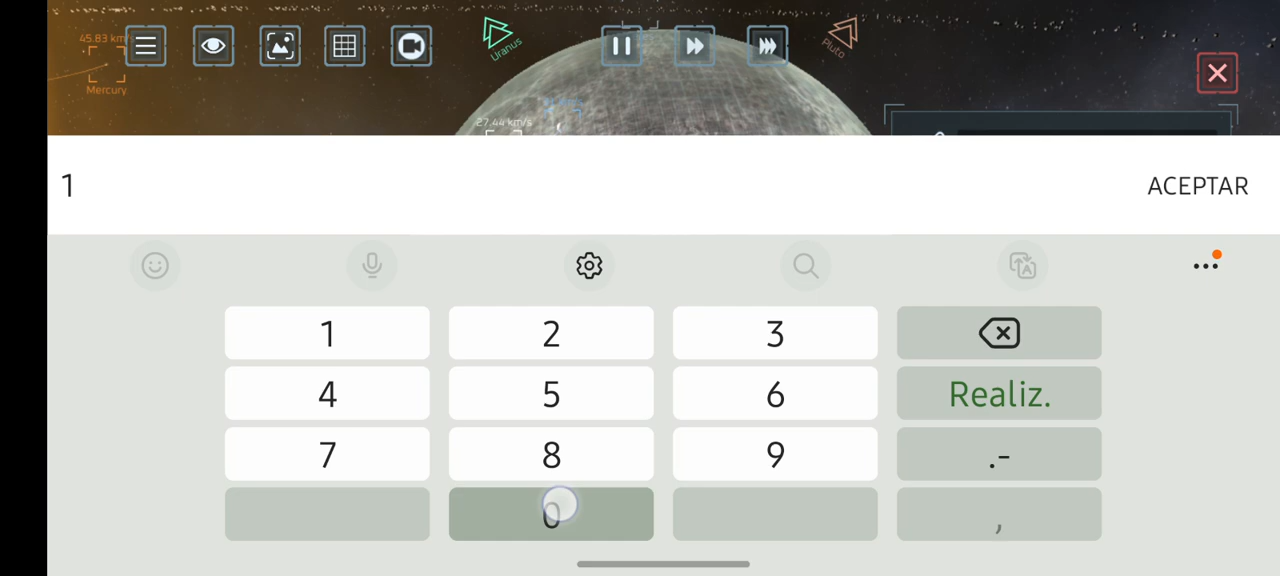 45.83 km
Mercury
Uranus
Pluto
27.44 km/s
1
ACEPTAR
1
2
3
4
5
6
Realiz.
7
8
9
.-
0
,